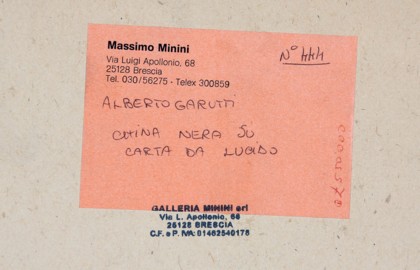 Massimo Minini
Via Luigi Apollonio, 68
25128 Brescia
Tel. 030/56275 - Telex 300859
N° 444
ALBERTO GARUTTI
CHINA NERA SU
CARTA DA LUCIDO
GALLERIA MININI srl
Via L. Apollonio, 68
25128 BRESCIA
C.F. e P. IVA: 01462540176